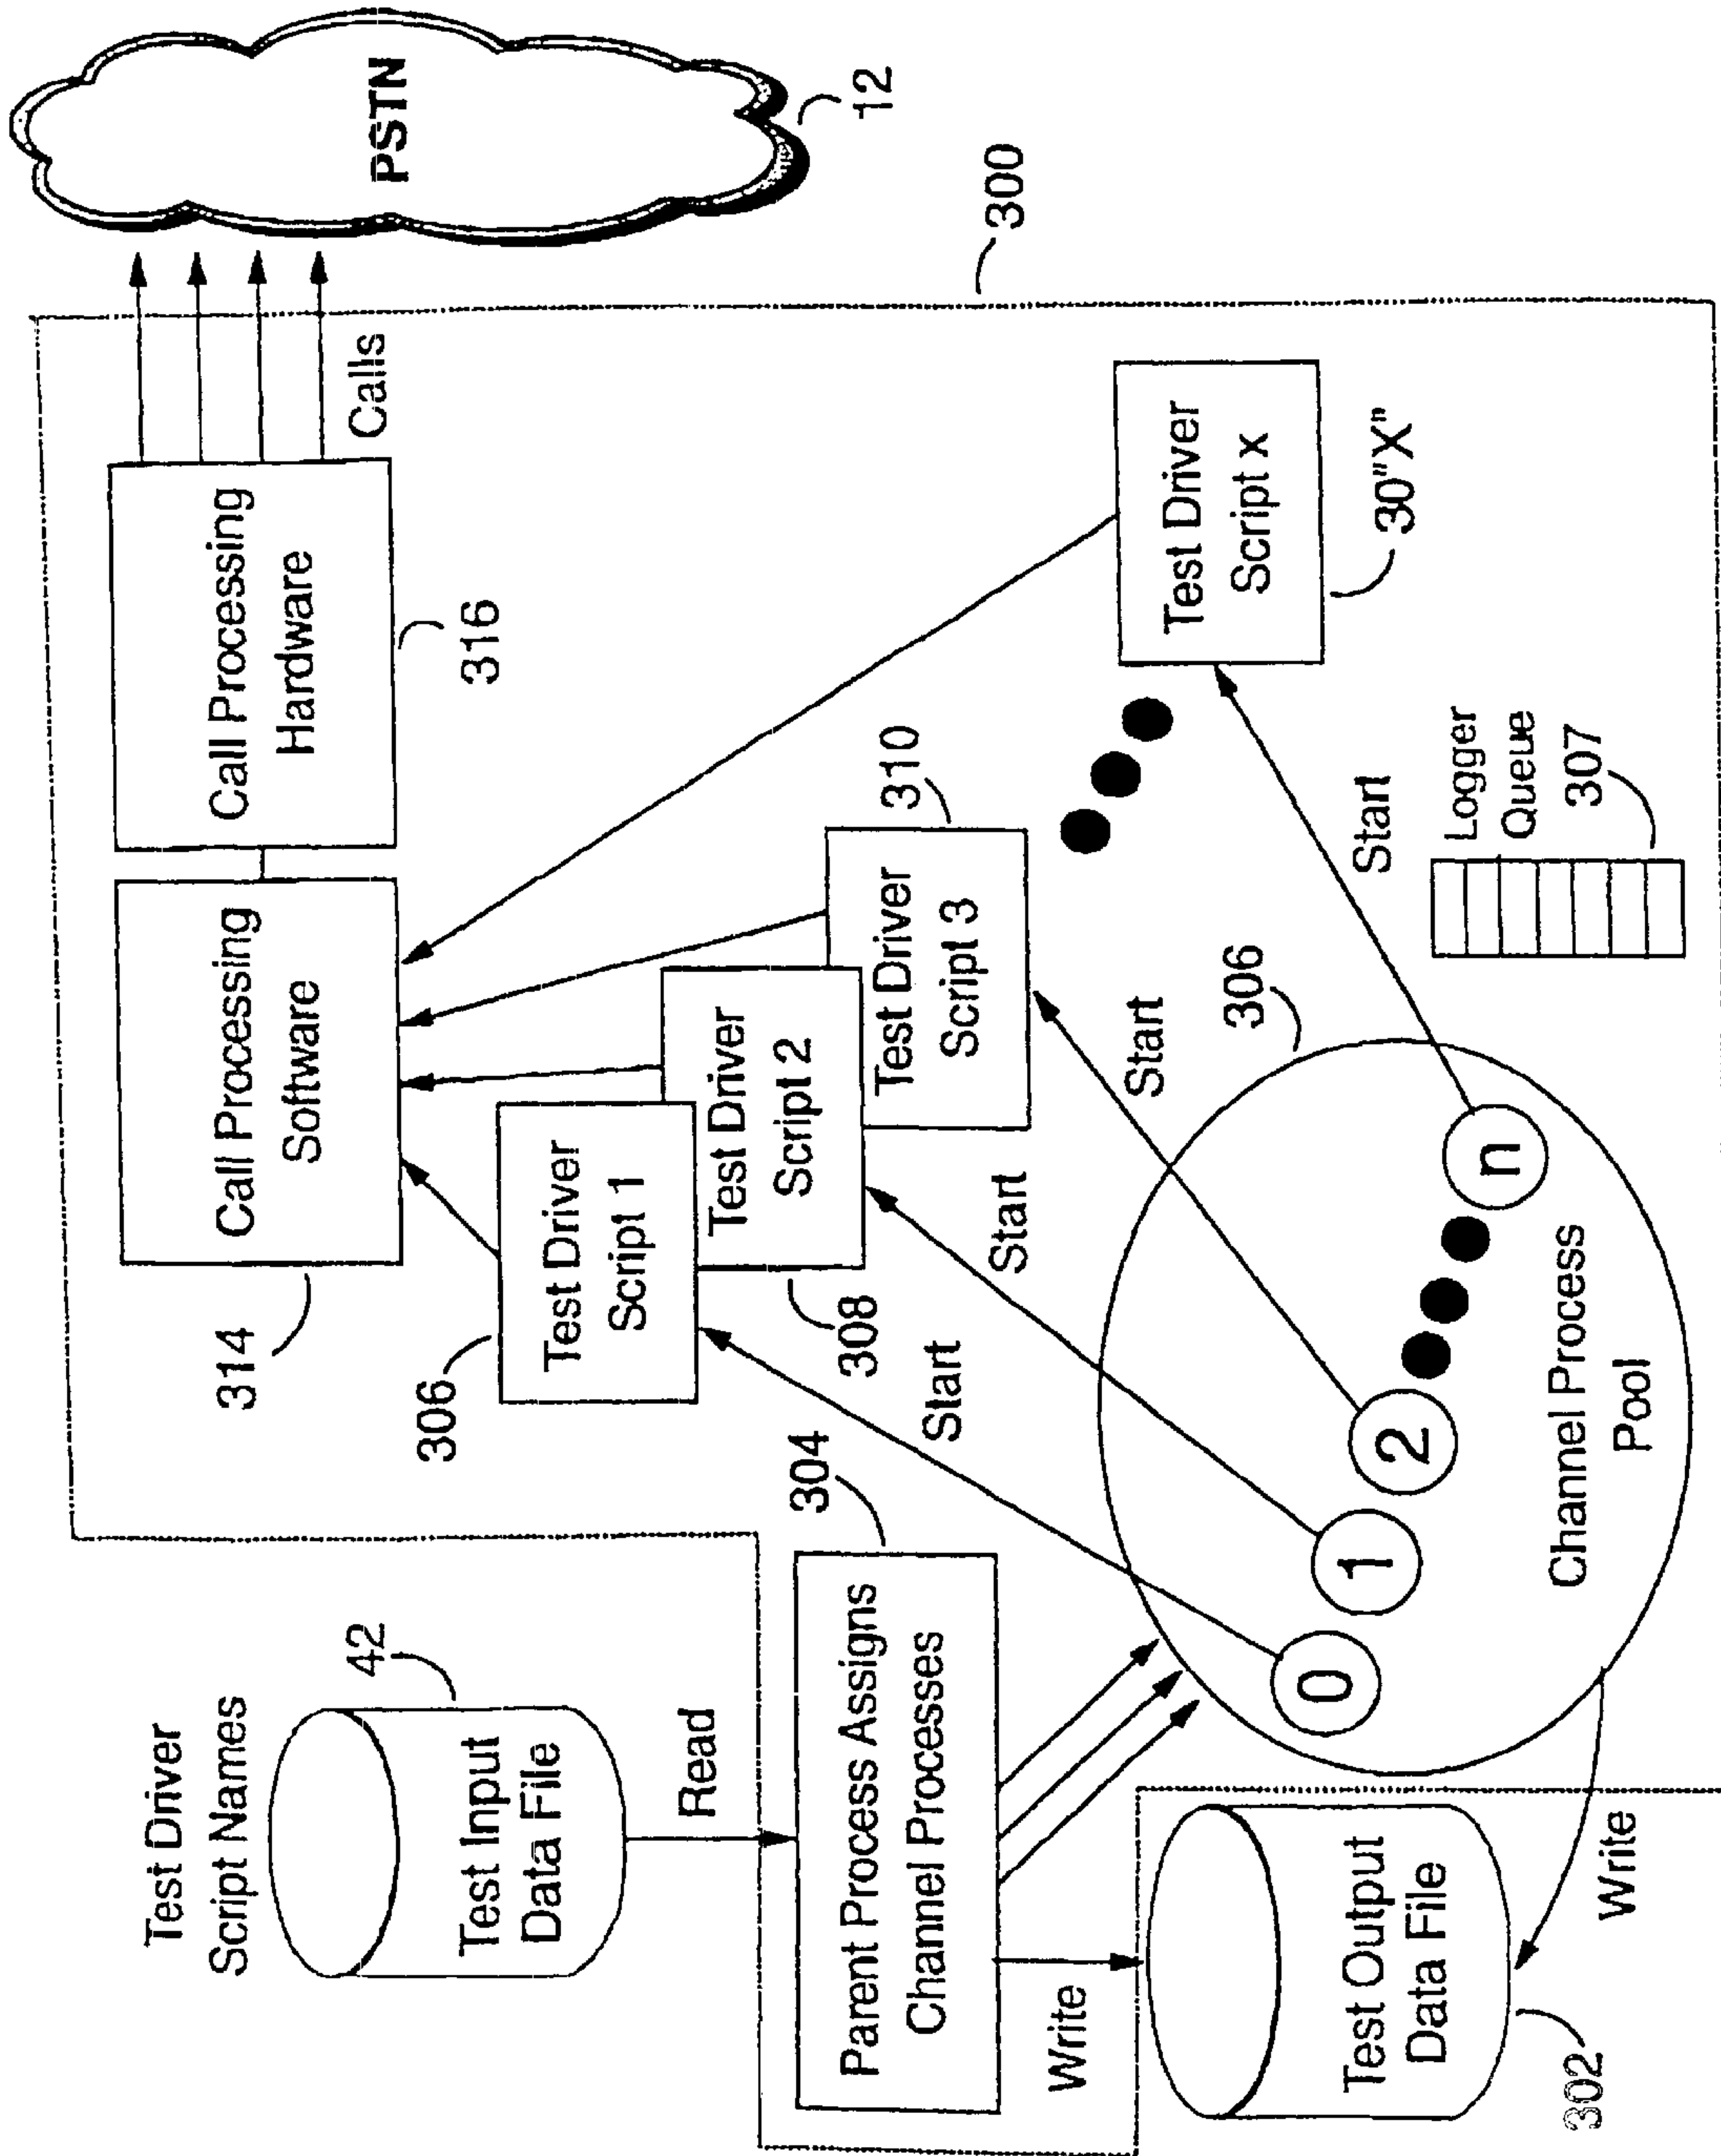 Test Driver
Script Names
42
Test Input
Data File
Read
Parent Process Assigns
Channel Processes
304
Write
Test Output
Data File
302
Write
314
Call Processing
Software
Call Processing
Hardware
316
Calls
PSTN
12
300
306
Test Driver
Script 1
308
Test Driver
Script 2
310
Test Driver
Script 3
Test Driver
Script x
30"X"
Start
Start
Start
Start
306
0
1
2
n
Channel Process
Pool
Logger
Queue
307